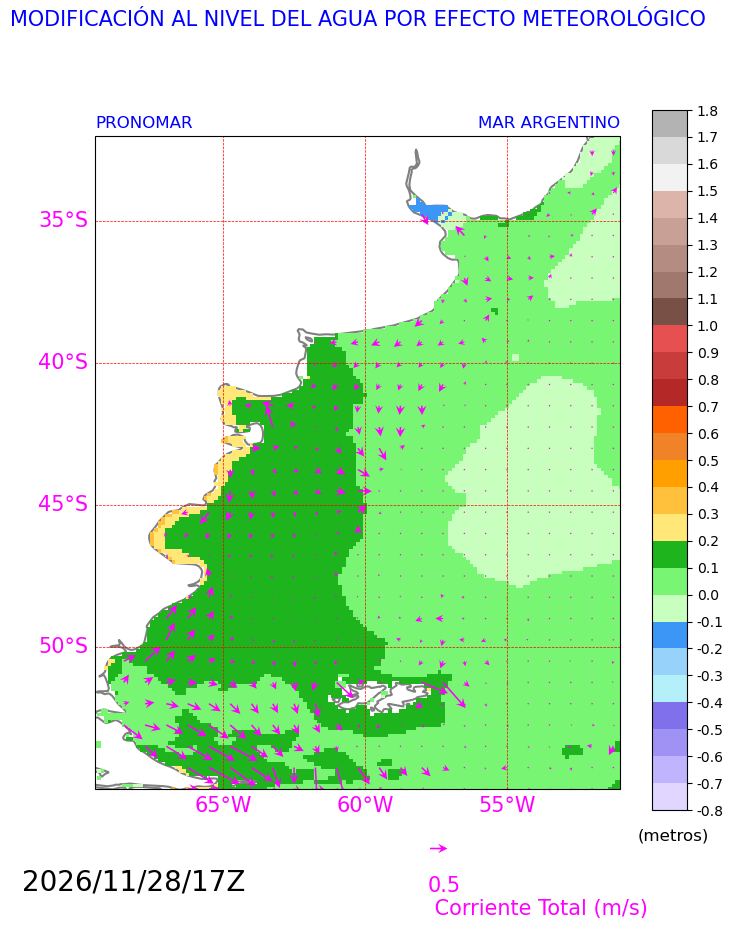 MODIFICACIÓN AL NIVEL DEL AGUA POR EFECTO METEOROLÓGICO
PRONOMAR MAR ARGENTINO
35°S
40°S
45°S
50°S
65°W 60°W 55°W
1.8
1.7
1.6
1.5
1.4
1.3
1.2
1.1
1.0
0.9
0.8
0.7
0.6
0.5
0.4
0.3
0.2
0.1
0.0
-0.1
-0.2
-0.3
-0.4
-0.5
-0.6
-0.7
-0.8
(metros)
2026/11/28/17Z
0.5
Corriente Total (m/s)